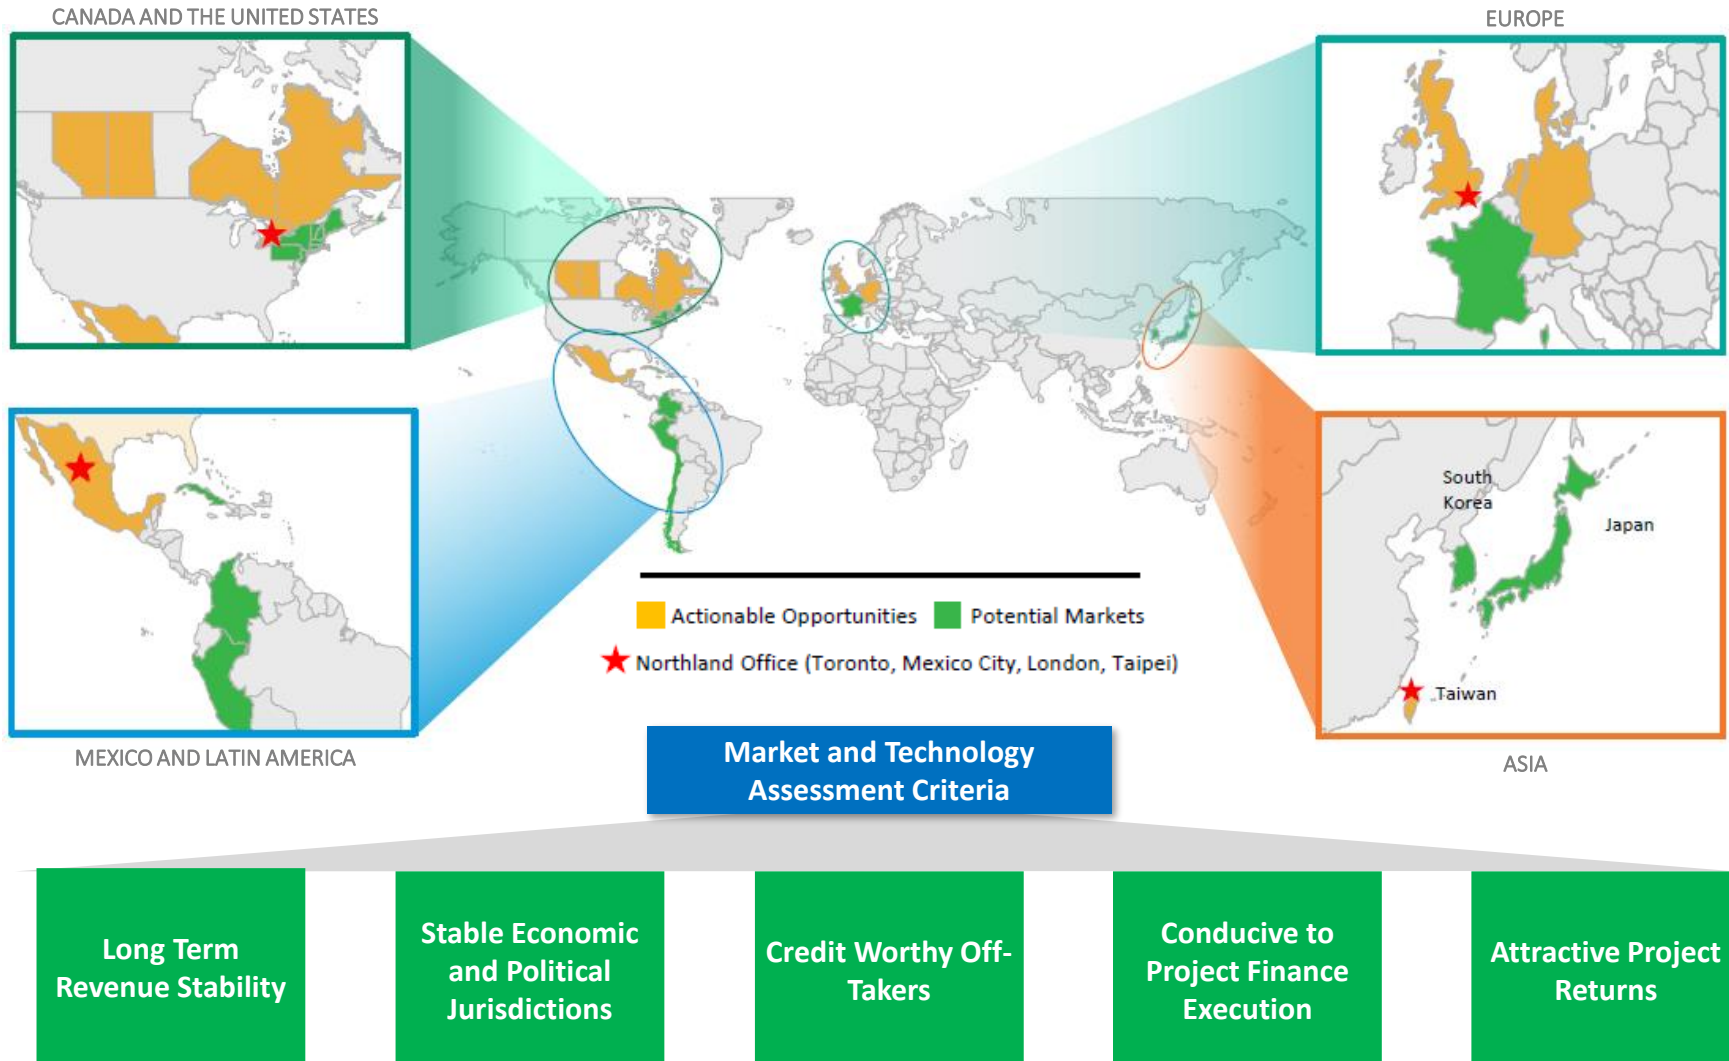 CANADA AND THE UNITED STATES
EUROPE
South
Korea
Japan
Taiwan
Actionable Opportunities
Potential Markets
Northland Office (Toronto, Mexico City, London, Taipei)
MEXICO AND LATIN AMERICA
ASIA
Market and Technology
Assessment Criteria
Long Term
Revenue Stability
Stable Economic
and Political
Jurisdictions
Credit Worthy Off-
Takers
Conducive to
Project Finance
Execution
Attractive Project
Returns